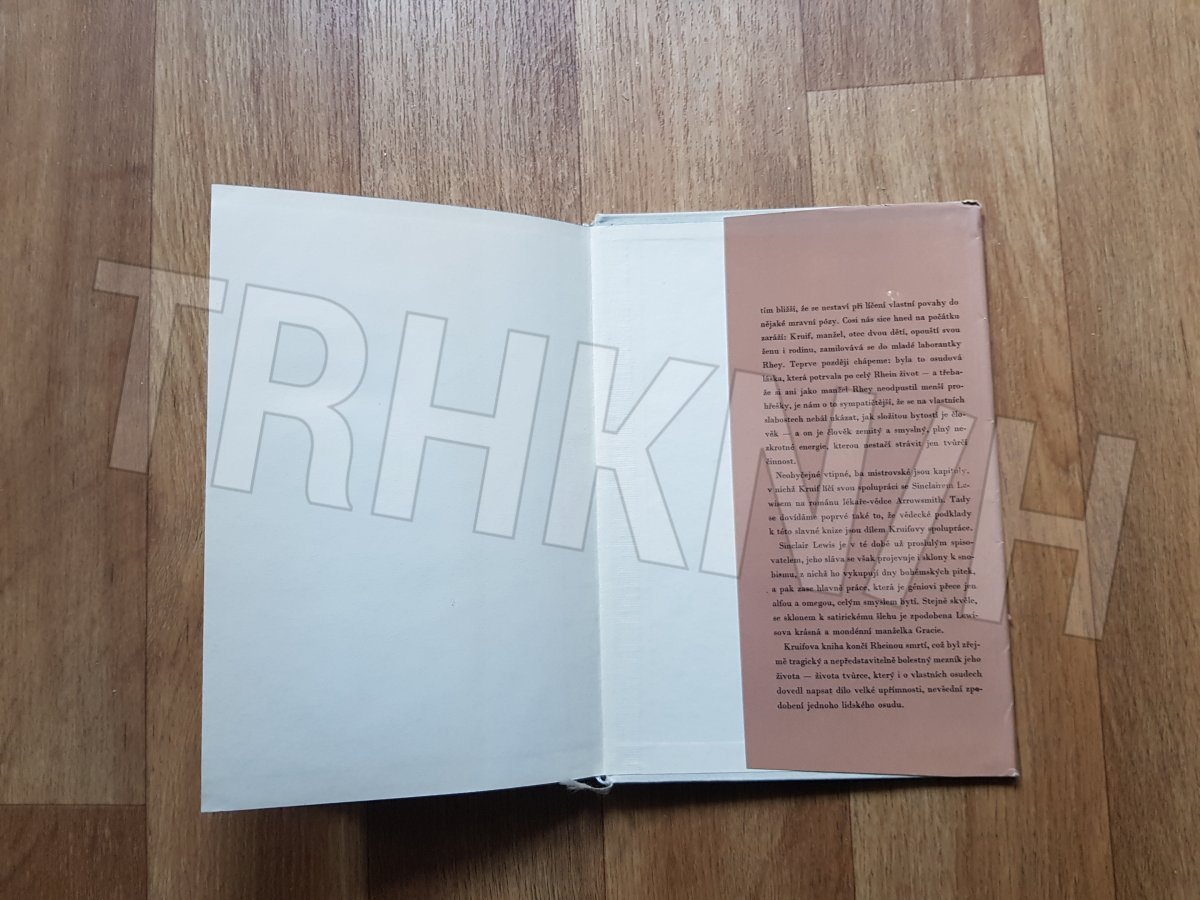 TRHKNIH
tím bližší, že se nestaví při líčení vlastní povahy do
nějaké mravní pózy. Cosi nás sice hned na počátku
zaráží: Kruif, manžel, otec dvou dětí, opouští svou
ženu i rodinu, zamilovává se do mladé laborantky
Rhey. Teprve později chápeme: byla to osudová
láska, která potrvala po celý Rhein život — a třeba-
že si ani jako manžel Rhey neodpustil menší pro-
hřešky, je nám o to sympatičtější, že se na vlastních
slabostech nebál ukázat, jak složitou bytostí je člo-
věk — a on je člověk zemitý a smyslný, plný ne-
zkrotné energie, kterou nestačí strávit jen tvůrčí
činnost.
Neobyčejně vtipné, ba mistrovské jsou kapitoly,
v nichž Kruif líčí svou spolupráci se Sinclairem Le-
wisem na románu lékaře-vědce Arrowsmith. Tady
se dovídáme poprvé také to, že vědecké podklady
k této slavné knize jsou dílem Kruifovy spolupráce.
Sinclair Lewis je v té době už proslulým spiso-
vatelem, jeho sláva se však projevuje i sklony k sno-
bismu, z nichž ho vykupují dny bohémských pitek,
a pak zase hlavně práce, která je géniovi přece jen
alfou a omegou, celým smyslem bytí. Stejně skvěle,
se sklonem k satirickému šlehu je zpodobena Lewi-
sova krásná a mondénní manželka Gracie.
Kruifova kniha končí Rheinou smrtí, což byl zřej-
mě tragický a nepředstavitelně bolestný mezník jeho
života — života tvůrce, který i o vlastních osudech
dovedl napsat dílo velké upřímnosti, nevšední zpo-
dobení jednoho lidského osudu.